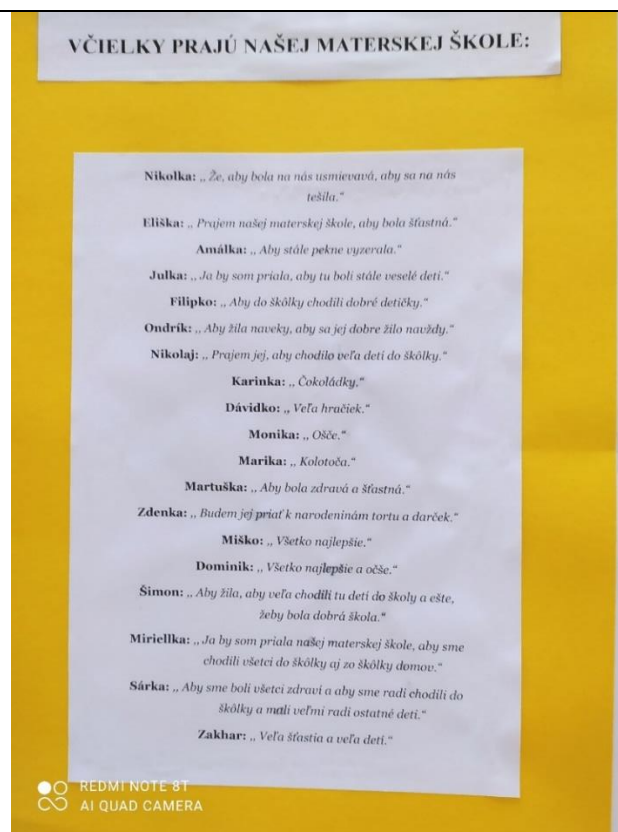 VČIELKY PRAJÚ NAŠEJ MATERSKEJ ŠKOLE:
Nikolka: „ Že, aby bola na nás usmievavá, aby sa na nás
tešila.“
Eliška: „ Prajem našej materskej škole, aby bola šťastná.“
Amálka: „ Aby stále pekne vyzerala.“
Julka: „ Ja by som priala, aby tu boli stále veselé deti.“
Filipko: „ Aby do škôlky chodili dobré detičky.“
Ondrík: „ Aby žila naveky, aby sa jej dobre žilo navždy.“
Nikolaj: „ Prajem jej, aby chodilo veľa detí do škôlky.“
Karinka: „ Čokoládky.“
Dávidko: „ Veľa hračiek.“
Monika: „ Ošče.“
Marika: „ Kolotoča.“
Martuška: „ Aby bola zdravá a šťastná.“
Zdenka: „ Budem jej priať k narodeninám tortu a darček.“
Miško: „ Všetko najlepšie.“
Dominik: „ Všetko najlepšie a očše.“
Šimon: „ Aby žila, aby veľa chodili tu detí do školy a ešte,
žeby bola dobrá škola.“
Miriellka: „ Ja by som priala našej materskej škole, aby sme
chodili všetci do škôlky aj zo škôlky domov.“
Sárka: „ Aby sme boli všetci zdraví a aby sme radi chodili do
škôlky a mali veľmi radi ostatné deti.“
Zakhar: „ Veľa šťastia a veľa detí.“
REDMI NOTE 8T
AI QUAD CAMERA